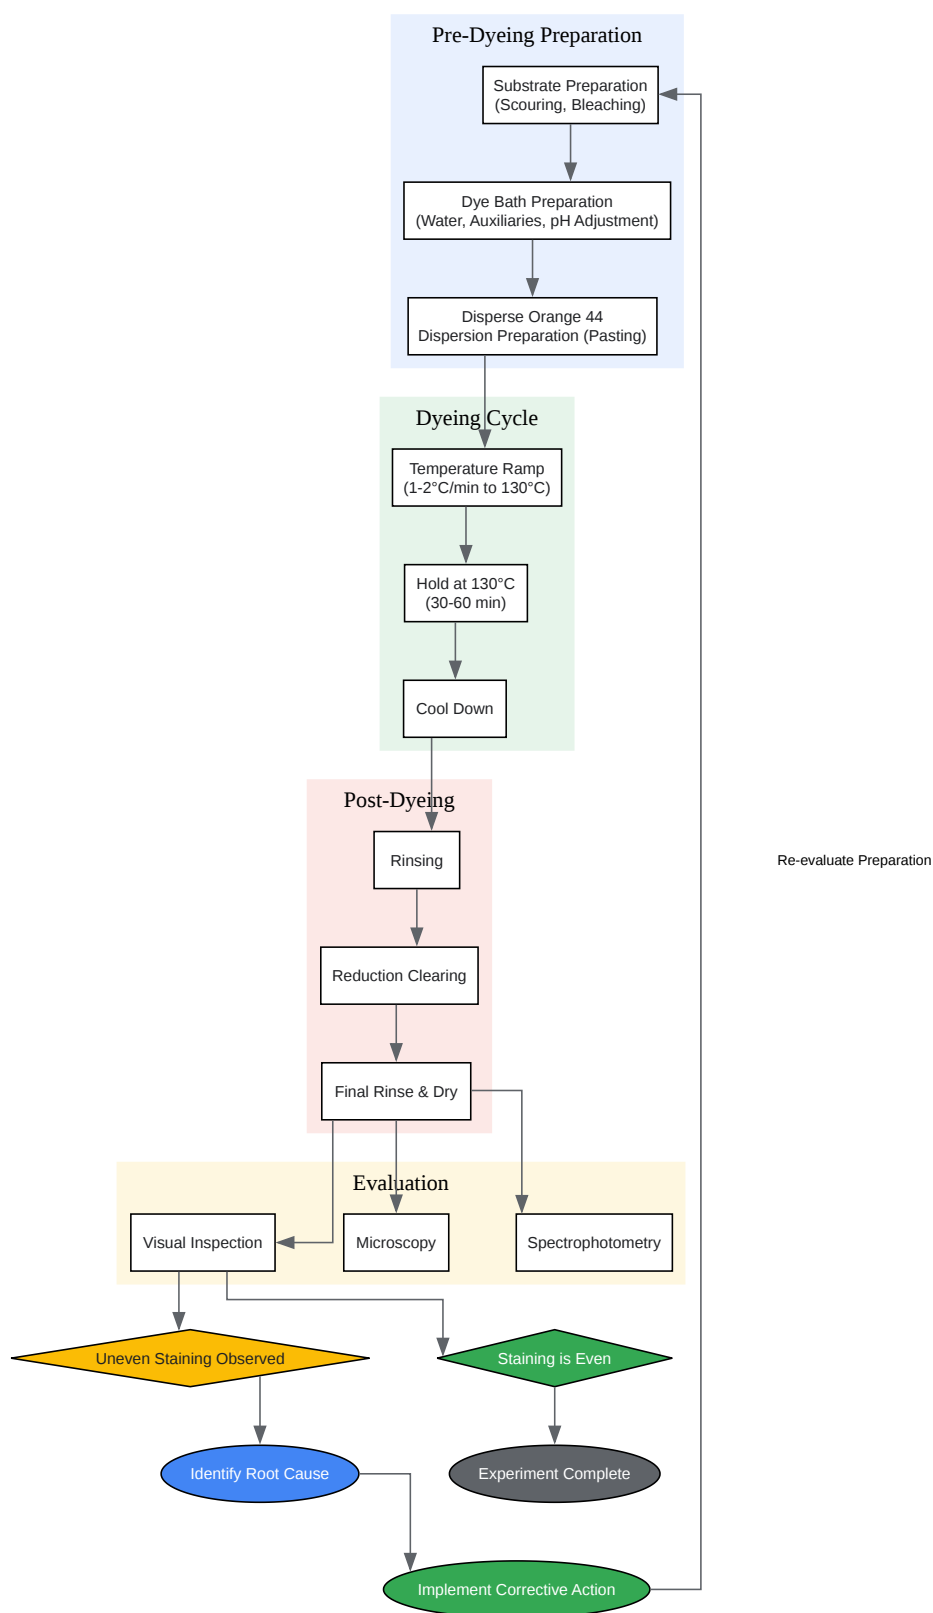 Pre-Dyeing Preparation
Substrate Preparation
(Scouring, Bleaching)
Dye Bath Preparation
(Water, Auxiliaries, pH Adjustment)
Disperse Orange 44
Dispersion Preparation (Pasting)
Dyeing Cycle
Temperature Ramp
(1-2°C/min to 130°C)
Hold at 130°C
(30-60 min)
Cool Down
Post-Dyeing
Rinsing
Re-evaluate Preparation
Reduction Clearing
Final Rinse & Dry
Evaluation
Visual Inspection
Microscopy
Spectrophotometry
Uneven Staining Observed
Staining is Even
Identify Root Cause
Experiment Complete
Implement Corrective Action